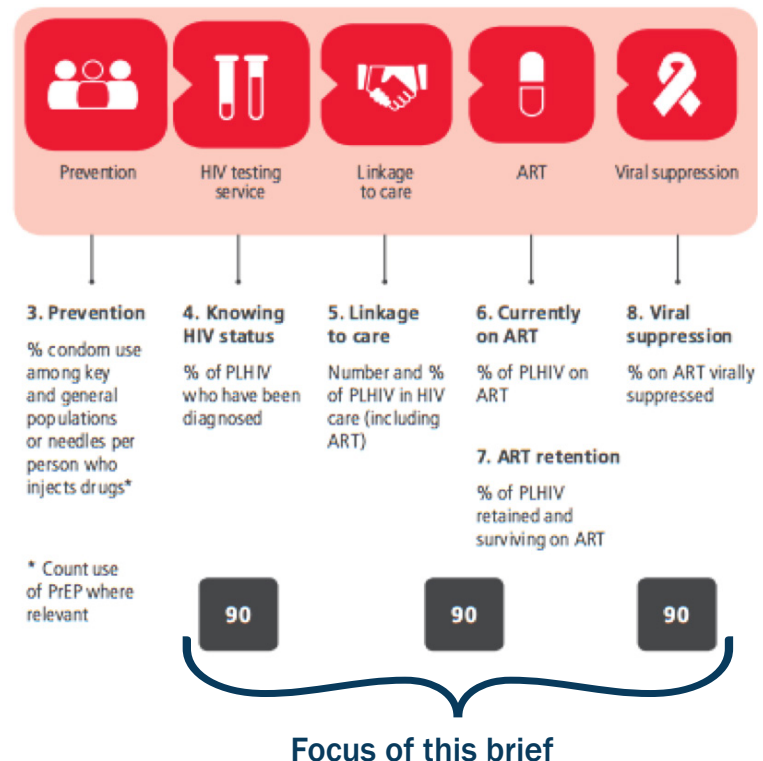 Prevention
HIV testing
service
Linkage
to care
ART
Viral suppression
3. Prevention
% condom use
among key
and general
populations
or needles per
person who
injects drugs*
* Count use
of PrEP where
relevant
4. Knowing
HIV status
% of PLHIV
who have been
diagnosed
5. Linkage
to care
Number and %
of PLHIV in HIV
care (including
ART)
6. Currently
on ART
% of PLHIV on
ART
7. ART retention
% of PLHIV
retained and
surviving on ART
8. Viral
suppression
% on ART virally
suppressed
90
90
90
Focus of this brief